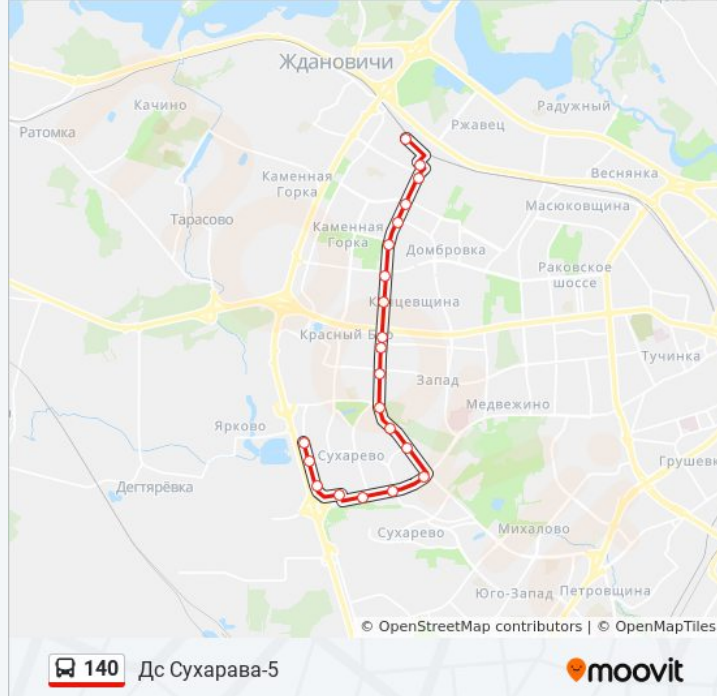 Ждановичи
Качино
Радужный
Ратомка
Ржавец
Веснянка
Каменная
Горка
Масюковщина
Тарасово
Каменная
Горка
Домбровка
Раковское
шоссе
Кунцевщина
Красный Бор
Тучинка
Запад
Медвежино
Ярково
Сухарево
Грушевк
Дегтярёвка
Сухарево
Михалово
Юго-Запад
Петровщина
© OpenStreetMap contributors | © OpenMapTiles
140 Дс Сухарава-5
moovit